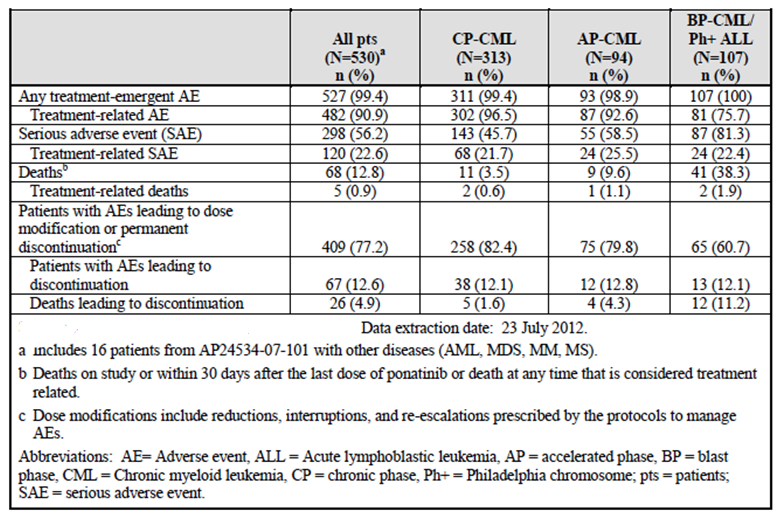 All pts (N=530)a n (%) CP-CML (N=313) n (%) AP-CML (N=94) n (%) BP-CML/ Ph+ ALL (N=107) n (%)
Any treatment-emergent AE 527 (99.4) 311 (99.4) 93 (98.9) 107 (100)
Treatment-related AE 482 (90.9) 302 (96.5) 87 (92.6) 81 (75.7)
Serious adverse event (SAE) 298 (56.2) 143 (45.7) 55 (58.5) 87 (81.3)
Treatment-related SAE 120 (22.6) 68 (21.7) 24 (25.5) 24 (22.4)
Deathsb 68 (12.8) 11 (3.5) 9 (9.6) 41 (38.3)
Treatment-related deaths 5 (0.9) 2 (0.6) 1 (1.1) 2 (1.9)
Patients with AEs leading to dose
modification or permanent
discontinuationc 409 (77.2) 258 (82.4) 75 (79.8) 65 (60.7)
Patients with AEs leading to
discontinuation 67 (12.6) 38 (12.1) 12 (12.8) 13 (12.1)
Deaths leading to discontinuation 26 (4.9) 5 (1.6) 4 (4.3) 12 (11.2)
Data extraction date: 23 July 2012.
a includes 16 patients from AP24534-07-101 with other diseases (AML, MDS, MM, MS).
b Deaths on study or within 30 days after the last dose of ponatinib or death at any time that is considered treatment
related.
c Dose modifications include reductions, interruptions, and re-escalations prescribed by the protocols to manage
AEs.
Abbreviations: AE= Adverse event, ALL = Acute lymphoblastic leukemia, AP = accelerated phase, BP = blast
phase, CML = Chronic myeloid leukemia, CP = chronic phase, Ph+ = Philadelphia chromosome; pts = patients;
SAE = serious adverse event.